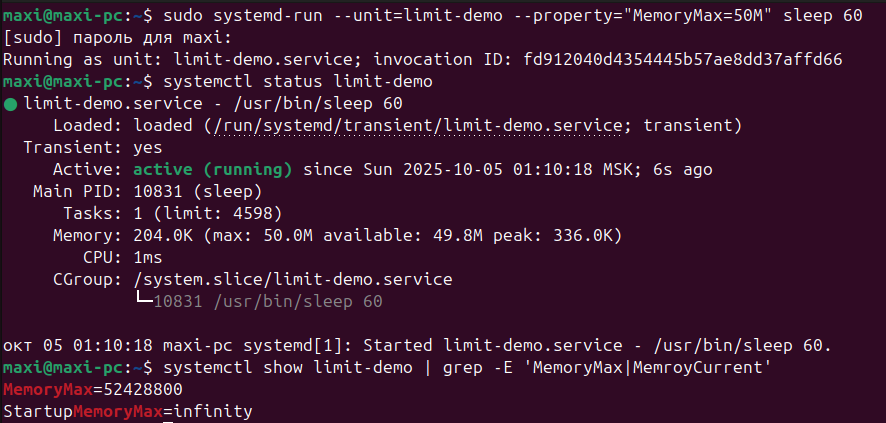 maxi@maxi-pc:~$ sudo systemd-run --unit=limit-demo --property="MemoryMax=50M" sleep 60
[sudo] пароль для maxi:
Running as unit: limit-demo.service; invocation ID: fd912040d4354445b57ae8dd37affd66
maxi@maxi-pc:~$ systemctl status limit-demo
● limit-demo.service - /usr/bin/sleep 60
Loaded: loaded (/run/systemd/transient/limit-demo.service; transient)
Transient: yes
Active: active (running) since Sun 2025-10-05 01:10:18 MSK; 6s ago
Main PID: 10831 (sleep)
Tasks: 1 (limit: 4598)
Memory: 204.0K (max: 50.0M available: 49.8M peak: 336.0K)
CPU: 1ms
CGroup: /system.slice/limit-demo.service
└─10831 /usr/bin/sleep 60
окт 05 01:10:18 maxi-pc systemd[1]: Started limit-demo.service - /usr/bin/sleep 60.
maxi@maxi-pc:~$ systemctl show limit-demo | grep -E 'MemoryMax|MemroyCurrent'
MemoryMax=52428800
StartupMemoryMax=infinity